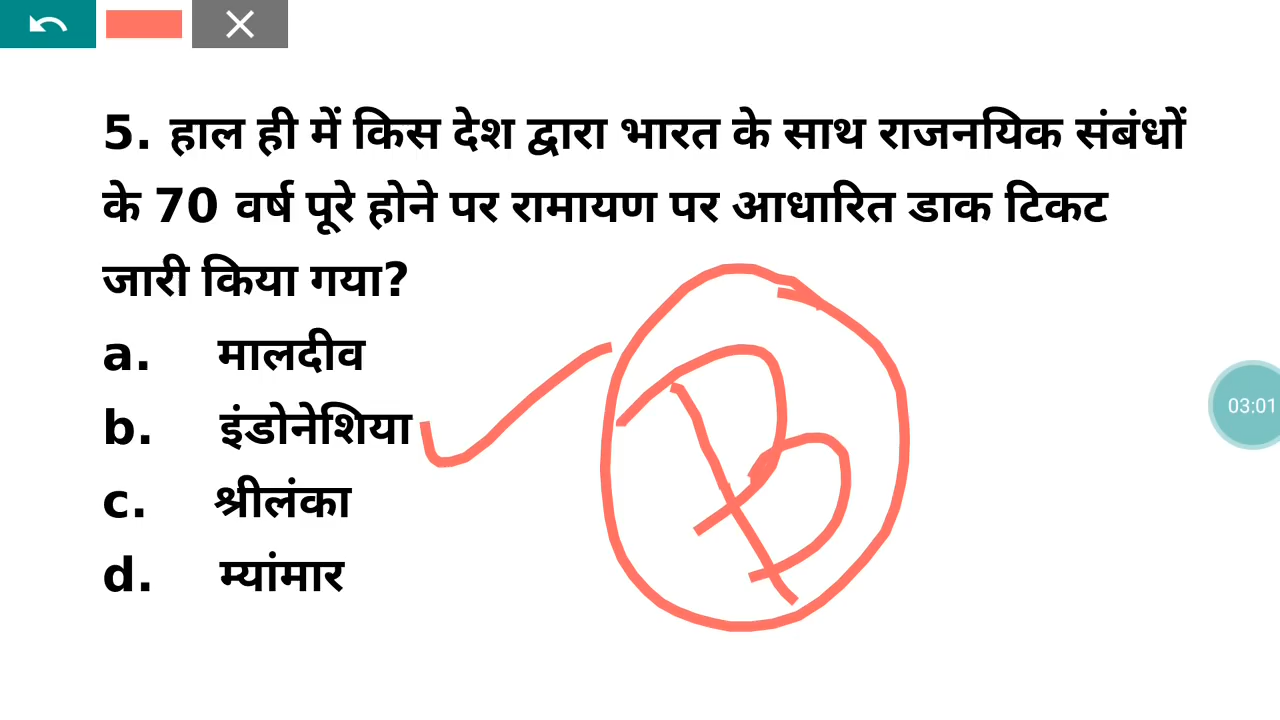 5. हाल ही में किस देश द्वारा भारत के साथ राजनयिक संबंधों
के 70 वर्ष पूरे होने पर रामायण पर आधारित डाक टिकट
जारी किया गया?
a. मालदीव
b. इंडोनेशिया
c. श्रीलंका
d. म्यांमार
B
03:01